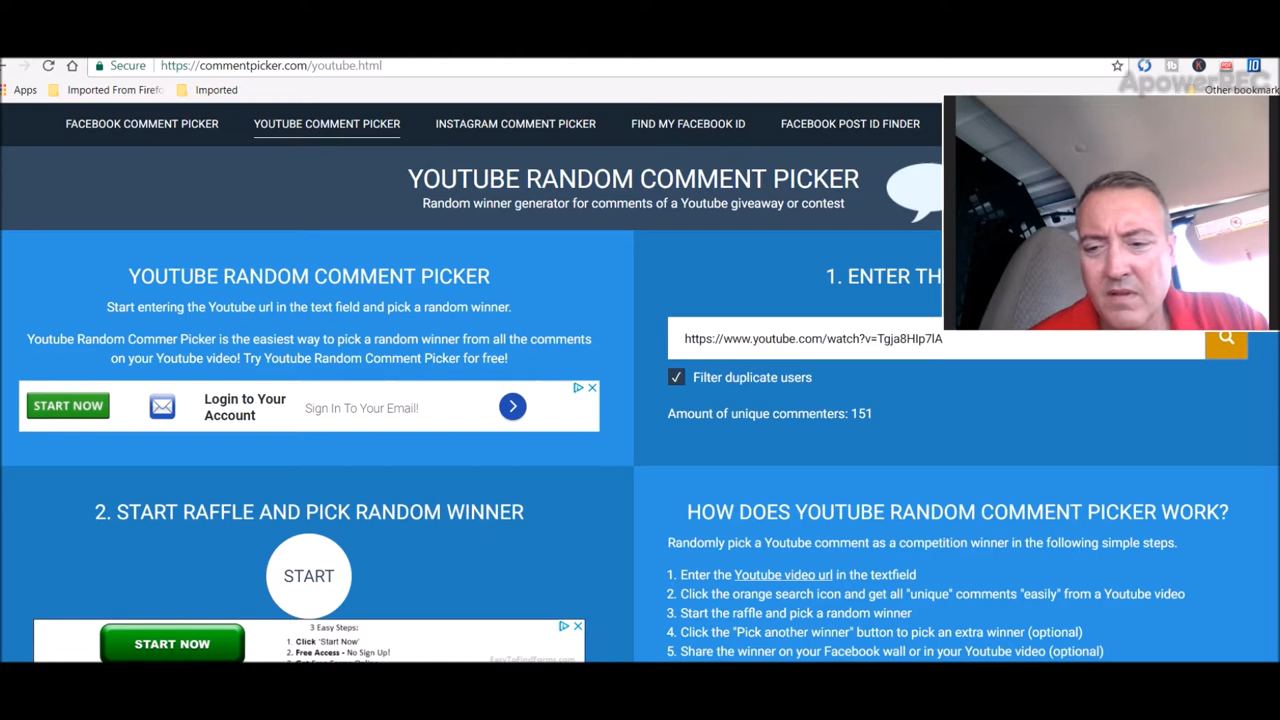 Secure https://commentpicker.com/youtube.html
ApowerREC
Apps Imported From Firefo Imported Other bookmark
FACEBOOK COMMENT PICKER YOUTUBE COMMENT PICKER INSTAGRAM COMMENT PICKER FIND MY FACEBOOK ID FACEBOOK POST ID FINDER
YOUTUBE RANDOM COMMENT PICKER
Random winner generator for comments of a Youtube giveaway or contest
YOUTUBE RANDOM COMMENT PICKER
Start entering the Youtube url in the text field and pick a random winner.
Youtube Random Commer Picker is the easiest way to pick a random winner from all the comments
on your Youtube video! Try Youtube Random Comment Picker for free!
START NOW
Login to Your
Account
Sign In To Your Email!
1. ENTER TH
https://www.youtube.com/watch?v=Tgja8HIp7lA
Filter duplicate users
Amount of unique commenters: 151
2. START RAFFLE AND PICK RANDOM WINNER
START
START NOW
3 Easy Steps:
1. Click 'Start Now'
2. Free Access - No Sign Up!
EasyToFindForms.com
HOW DOES YOUTUBE RANDOM COMMENT PICKER WORK?
Randomly pick a Youtube comment as a competition winner in the following simple steps.
1. Enter the Youtube video url in the textfield
2. Click the orange search icon and get all "unique" comments "easily" from a Youtube video
3. Start the raffle and pick a random winner
4. Click the "Pick another winner" button to pick an extra winner (optional)
5. Share the winner on your Facebook wall or in your Youtube video (optional)